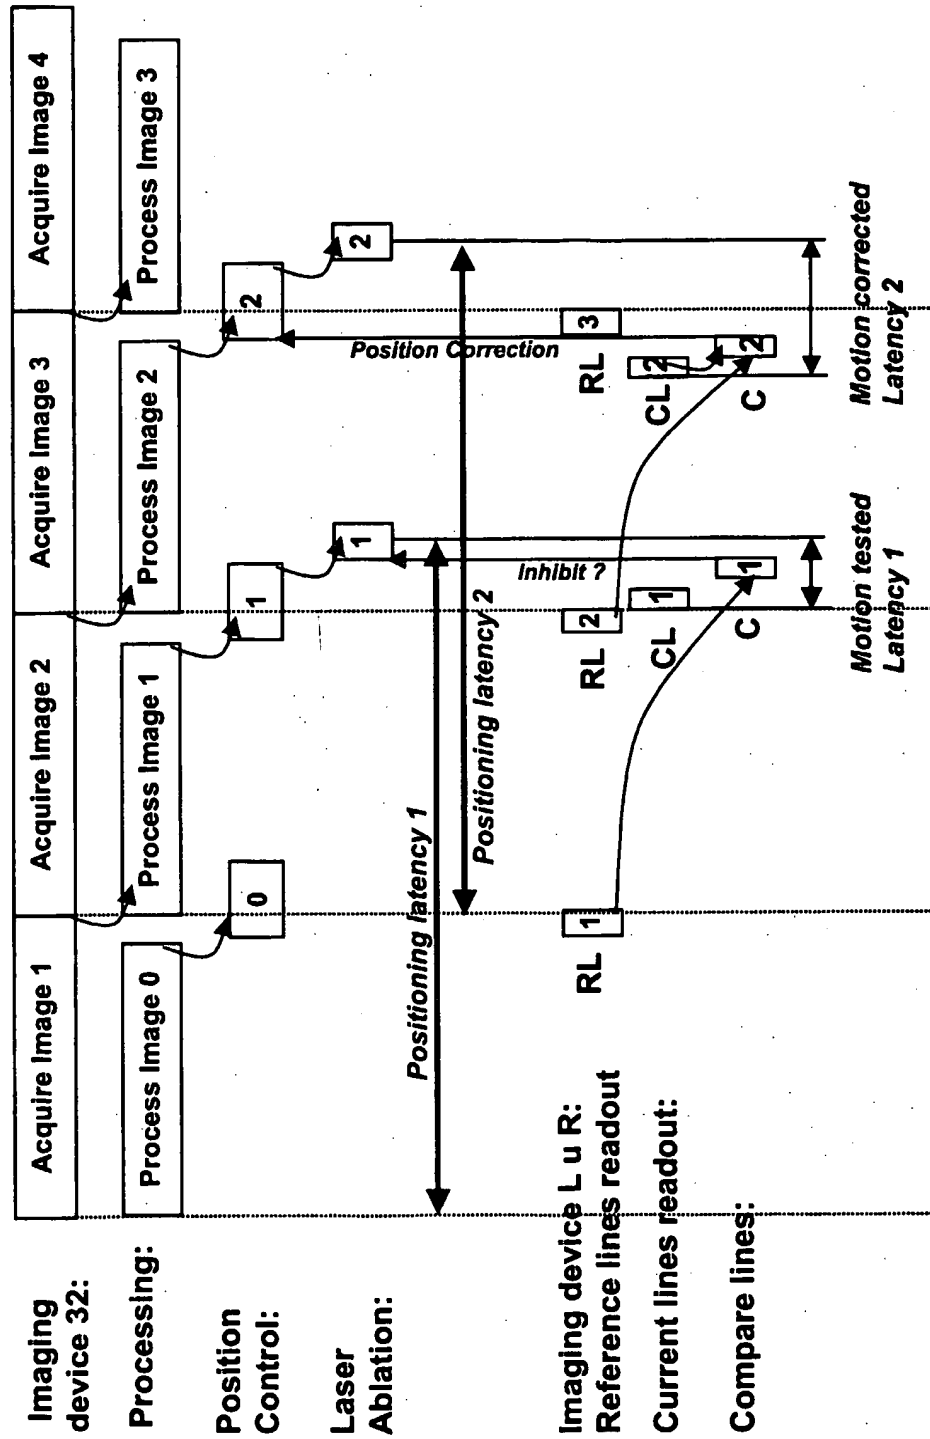 Imaging
device 32:
Acquire Image 1
Acquire Image 2
Acquire Image 3
Acquire Image 4
Processing:
Process Image 0
Process Image 1
Process Image 2
Process Image 3
Position
Control:
0
1
2
Laser
Ablation:
1
2
Positioning latency 1
Positioning latency 2
Position Correction
Inhibit ?
Imaging device L u R:
Reference lines readout
RL
1
RL
2
RL
3
Current lines readout:
CL
1
CL
2
Compare lines:
C
1
C
2
Motion tested
Latency 1
Motion corrected
Latency 2